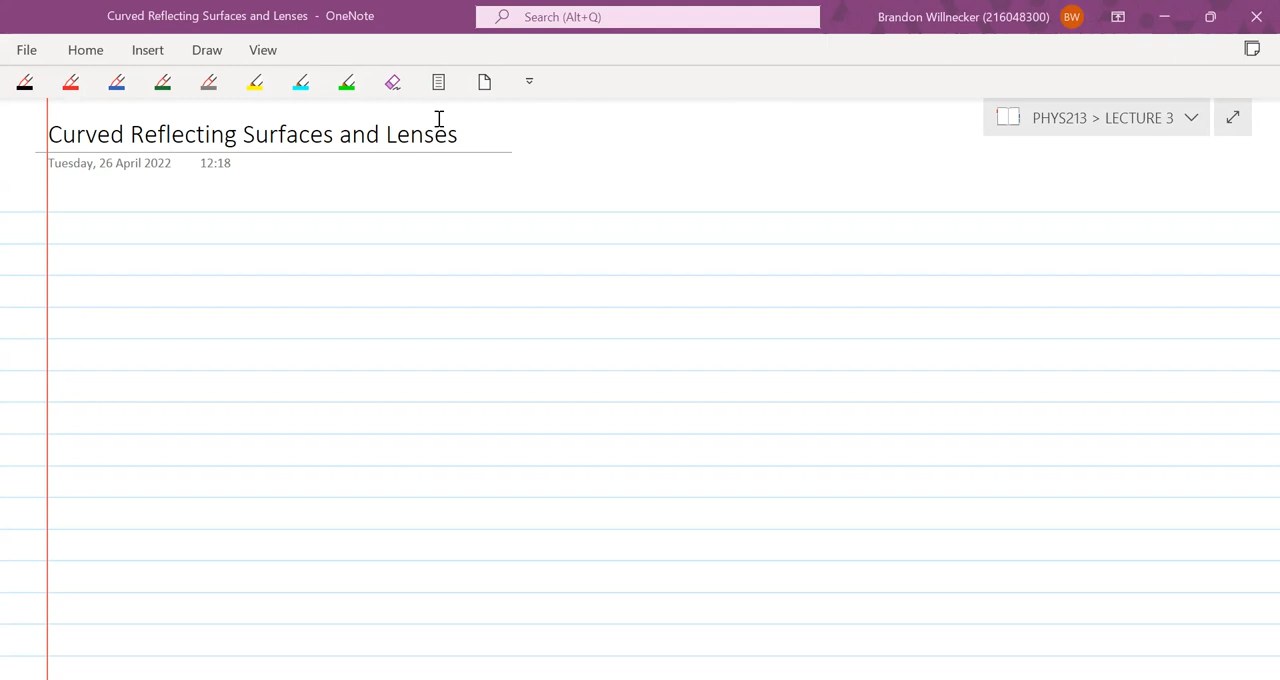 Curved Reflecting Surfaces and Lenses - OneNote
Search (Alt+Q)
Brandon Willnecker (216048300)
BW
File
Home
Insert
Draw
View
PHYS213 > LECTURE 3
Curved Reflecting Surfaces and Lenses
Tuesday, 26 April 2022 12:18